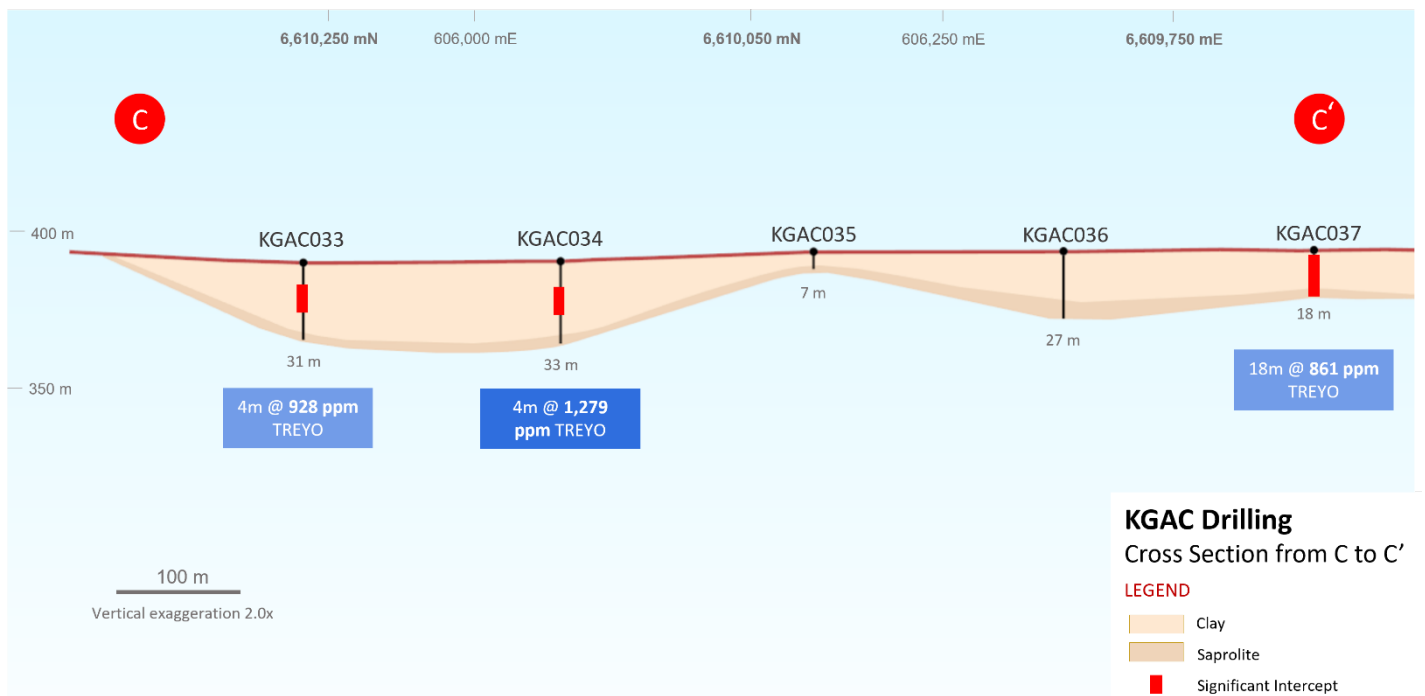 6,610,250 mN 606,000 mE 6,610,050 mN 606,250 mE 6,609,750 mE
C C‘
400 m
KGAC033 KGAC034 KGAC035 KGAC036 KGAC037
7 m
18 m
27 m
31 m
33 m
350 m
18m @ 861 ppm
TREYO
4m @ 928 ppm
TREYO
4m @ 1,279
ppm TREYO
KGAC Drilling
Cross Section from C to C’
LEGEND
Clay
Saprolite
Significant Intercept
100 m
Vertical exaggeration 2.0x